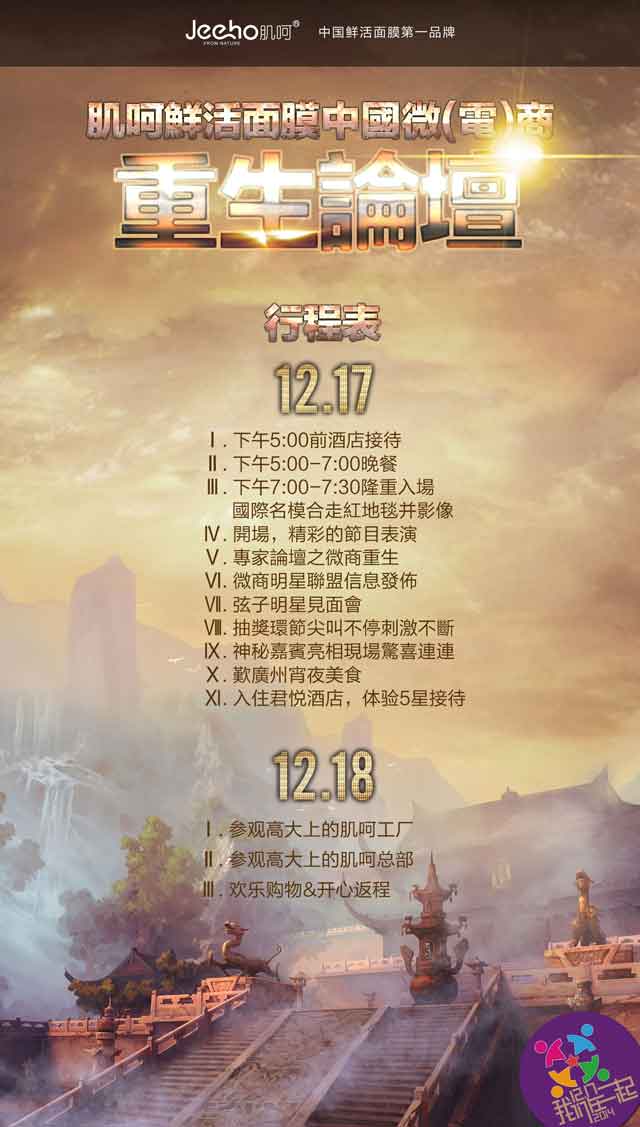 Jeeho肌呵®
FROM NATURE
中国鲜活面膜第一品牌
肌呵鮮活面膜中國微(電)商
重生論壇
行程表
12.17
Ⅰ. 下午5:00前酒店接待
Ⅱ. 下午5:00-7:00晚餐
Ⅲ. 下午7:00-7:30隆重入場
國際名模合走紅地毯并影像
Ⅳ. 開場，精彩的節目表演
Ⅴ. 專家論壇之微商重生
Ⅵ. 微商明星聯盟信息發佈
Ⅶ. 弦子明星見面會
Ⅷ. 抽獎環節尖叫不停刺激不斷
Ⅸ. 神秘嘉賓亮相現場驚喜連連
Ⅹ. 歎廣州宵夜美食
Ⅺ. 入住君悦酒店，体验5星接待
12.18
Ⅰ. 参观高大上的肌呵工厂
Ⅱ. 参观高大上的肌呵总部
Ⅲ. 欢乐购物&开心返程
我们在一起
2014